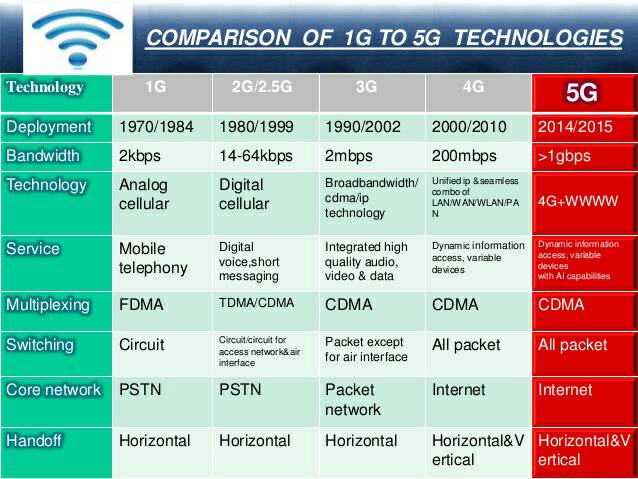 COMPARISON OF 1G TO 5G TECHNOLOGIES
Technology 1G 2G/2.5G 3G 4G 5G
Deployment 1970/1984 1980/1999 1990/2002 2000/2010 2014/2015
Bandwidth 2kbps 14-64kbps 2mbps 200mbps >1gbps
Technology
Analog
cellular
Digital
cellular
Broadbandwidth/
cdma/ip
technology
Unified ip &seamless
combo of
LAN/WAN/WLAN/PA
N
4G+WWWW
Service
Mobile
telephony
Digital
voice,short
messaging
Integrated high
quality audio,
video & data
Dynamic information
access, variable
devices
Dynamic information
access, variable
devices
with AI capabilities
Multiplexing FDMA TDMA/CDMA CDMA CDMA CDMA
Switching
Circuit
Circuit/circuit for
access network&air
interface
Packet except
for air interface
All packet
All packet
Core network
PSTN
PSTN
Packet
network
Internet
Internet
Handoff
Horizontal
Horizontal
Horizontal
Horizontal&V
ertical
Horizontal&V
ertical